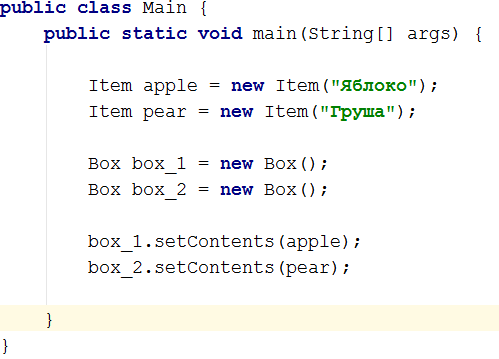 public class Main {
public static void main(String[] args) {
Item apple = new Item("Яблоко");
Item pear = new Item("Груша");
Box box_1 = new Box();
Box box_2 = new Box();
box_1.setContents(apple);
box_2.setContents(pear);
}
}